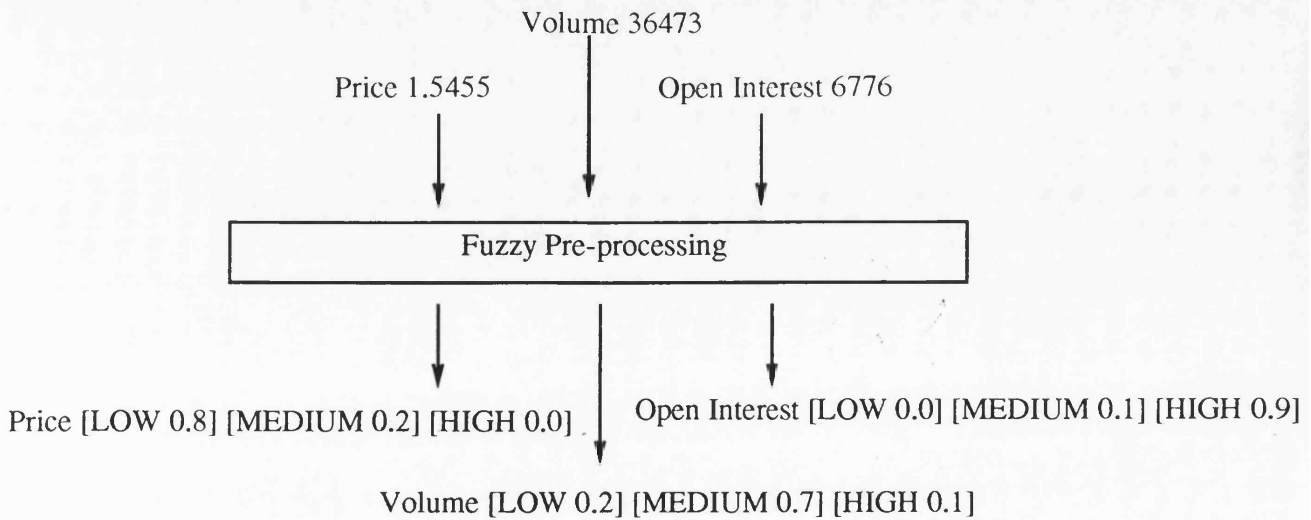 Volume 36473
Price 1.5455
Open Interest 6776
Fuzzy Pre-processing
Price [LOW 0.8] [MEDIUM 0.2] [HIGH 0.0]
Open Interest [LOW 0.0] [MEDIUM 0.1] [HIGH 0.9]
Volume [LOW 0.2] [MEDIUM 0.7] [HIGH 0.1]